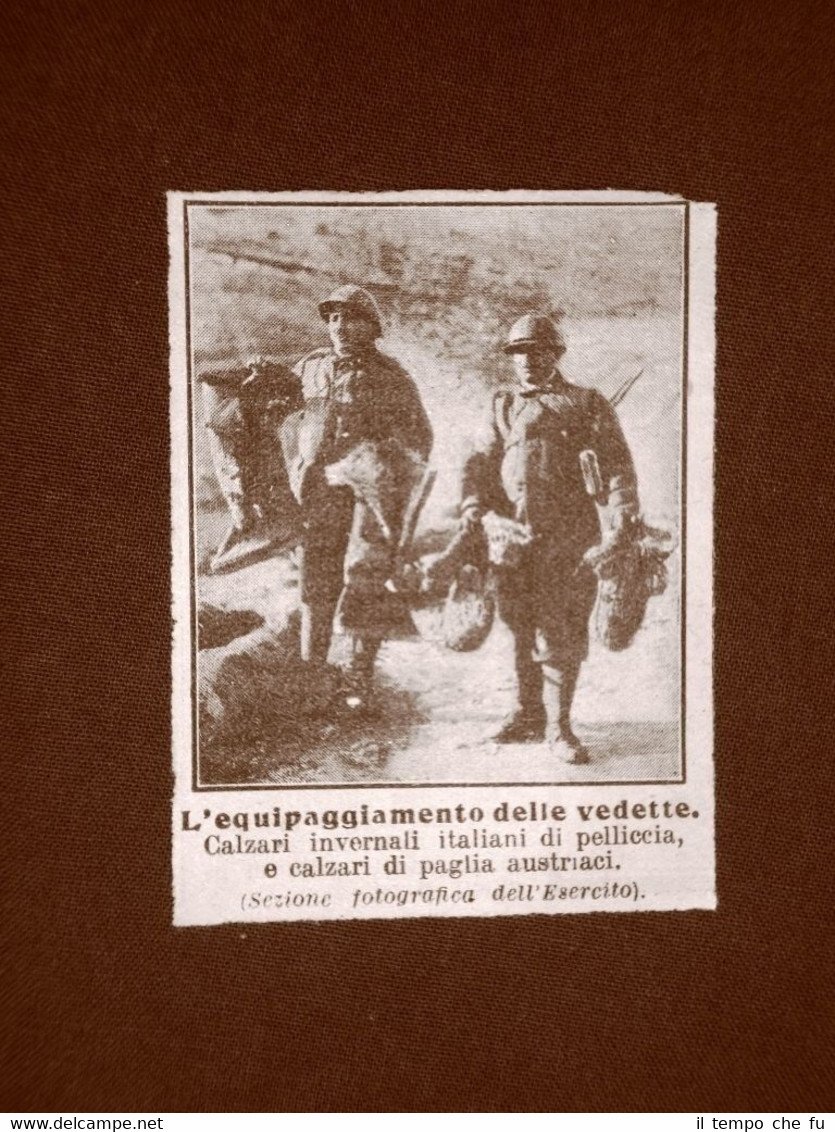 L'equipaggiamento delle vedette.
Calzari invernali italiani di pelliccia,
e calzari di paglia austriaci.
(Sezione fotografica dell'Esercito).
www.delcampe.net
il tempo che fu